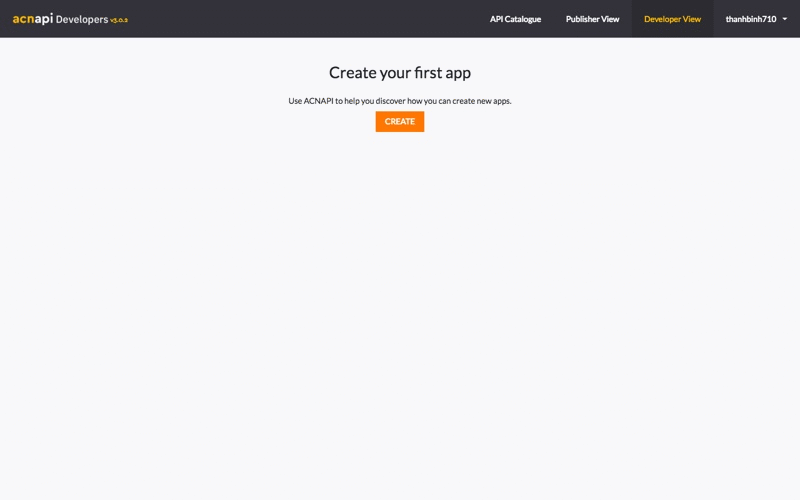 acnapi Developers v3.0.2
API Catalogue
Publisher View
Developer View
thanhbinh710
Create your first app
Use ACNAPI to help you discover how you can create new apps.
CREATE